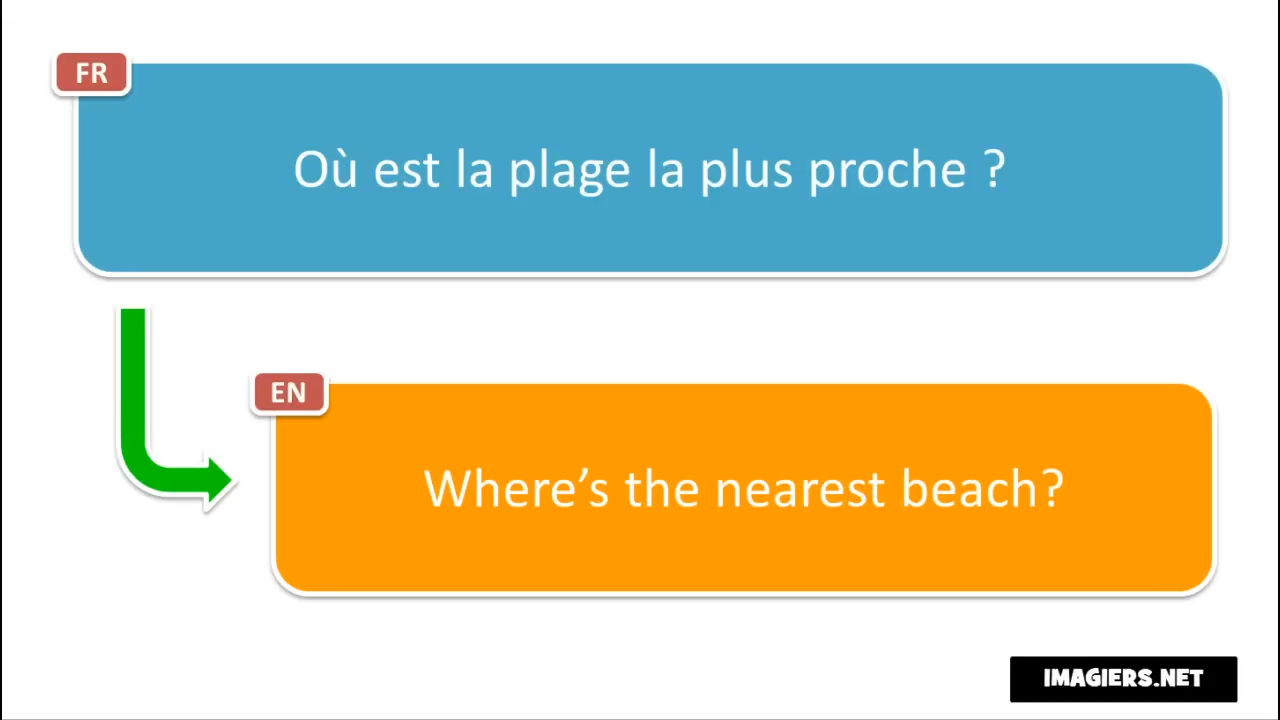 FR
Où est la plage la plus proche ?
EN
Where’s the nearest beach?
IMAGIERS.NET